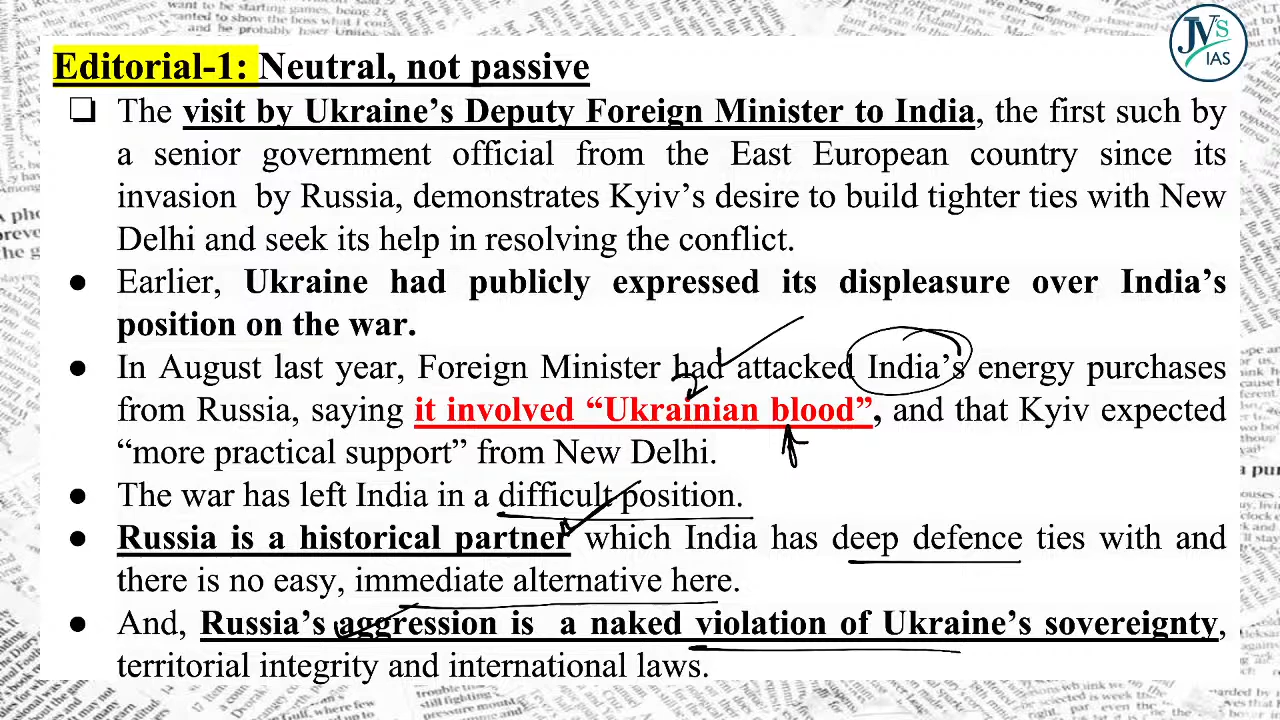 JV'S
IAS
Editorial-1: Neutral, not passive
❑ The visit by Ukraine’s Deputy Foreign Minister to India, the first such by
a senior government official from the East European country since its
invasion by Russia, demonstrates Kyiv’s desire to build tighter ties with New
Delhi and seek its help in resolving the conflict.
● Earlier, Ukraine had publicly expressed its displeasure over India’s
position on the war.
● In August last year, Foreign Minister had attacked India’s energy purchases
from Russia, saying it involved “Ukrainian blood”, and that Kyiv expected
“more practical support” from New Delhi.
● The war has left India in a difficult position.
● Russia is a historical partner which India has deep defence ties with and
there is no easy, immediate alternative here.
● And, Russia’s aggression is a naked violation of Ukraine’s sovereignty,
territorial integrity and international laws.